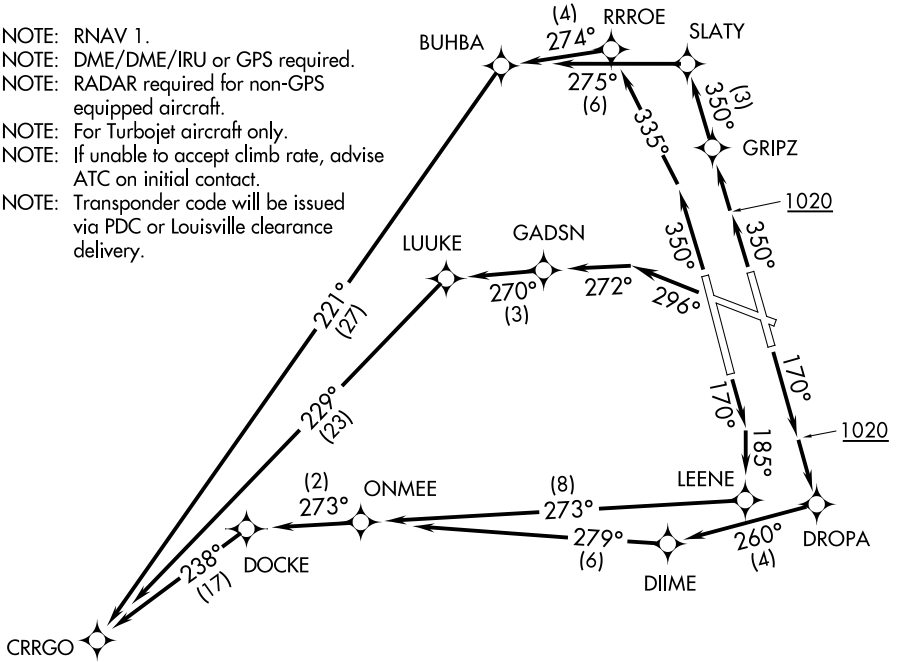 NOTE: RNAV 1.
NOTE: DME/DME/IRU or GPS required.
NOTE: RADAR required for non-GPS
equipped aircraft.
NOTE: For Turbojet aircraft only.
NOTE: If unable to accept climb rate, advise
ATC on initial contact.
NOTE: Transponder code will be issued
via PDC or Louisville clearance
delivery.
(4)
RRROE
274°
SLATY
BUHBA
275°
(6)
(3)
350°
335°
GRIPZ
1020
350°
350°
GADSN
LUUKE
270°
(3)
272°
296°
221°
(27)
229°
(23)
170°
170°
1020
185°
LEENE
(2)
ONMEE
273°
(8)
273°
279°
(6)
260°
(4)
DROPA
DIIME
DOCKE
238°
(17)
CRRGO